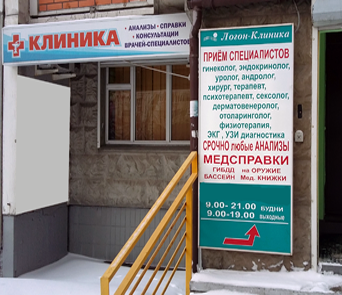 КЛИНИКА
• АНАЛИЗЫ • СПРАВКИ
• КОНСУЛЬТАЦИИ
ВРАЧЕЙ-СПЕЦИАЛИСТОВ
Логон-Клиника
ПРИЁМ СПЕЦИАЛИСТОВ
гинеколог, эндокринолог,
уролог, андролог,
хирург, терапевт,
психотерапевт, сексолог,
дерматовенеролог,
отоларинголог,
физиотерапия,
ЭКГ, УЗИ диагностика
СРОЧНО любые АНАЛИЗЫ
МЕДСПРАВКИ
ГИБДД на ОРУЖИЕ
БАССЕЙН Мед. КНИЖКИ
9.00- 21.00 БУДНИ
9.00-19.00 ВЫХОДНЫЕ